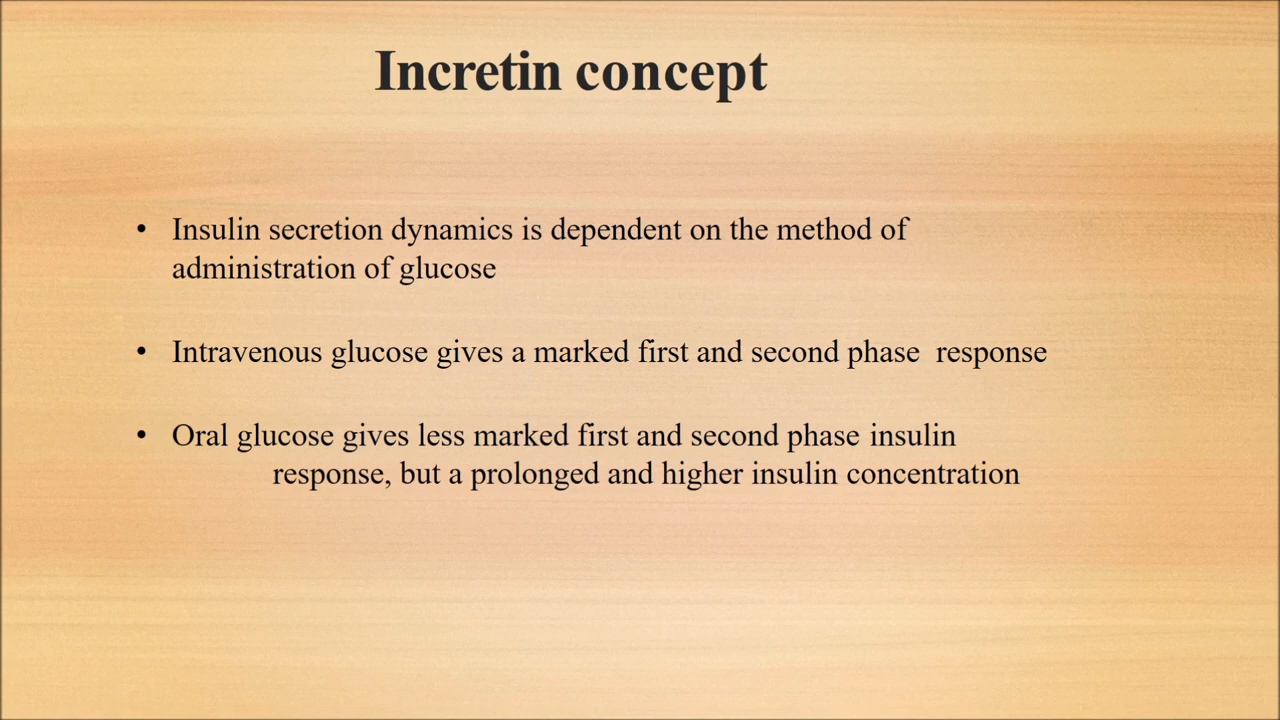 Incretin concept
• Insulin secretion dynamics is dependent on the method of
administration of glucose
• Intravenous glucose gives a marked first and second phase response
• Oral glucose gives less marked first and second phase insulin
response, but a prolonged and higher insulin concentration